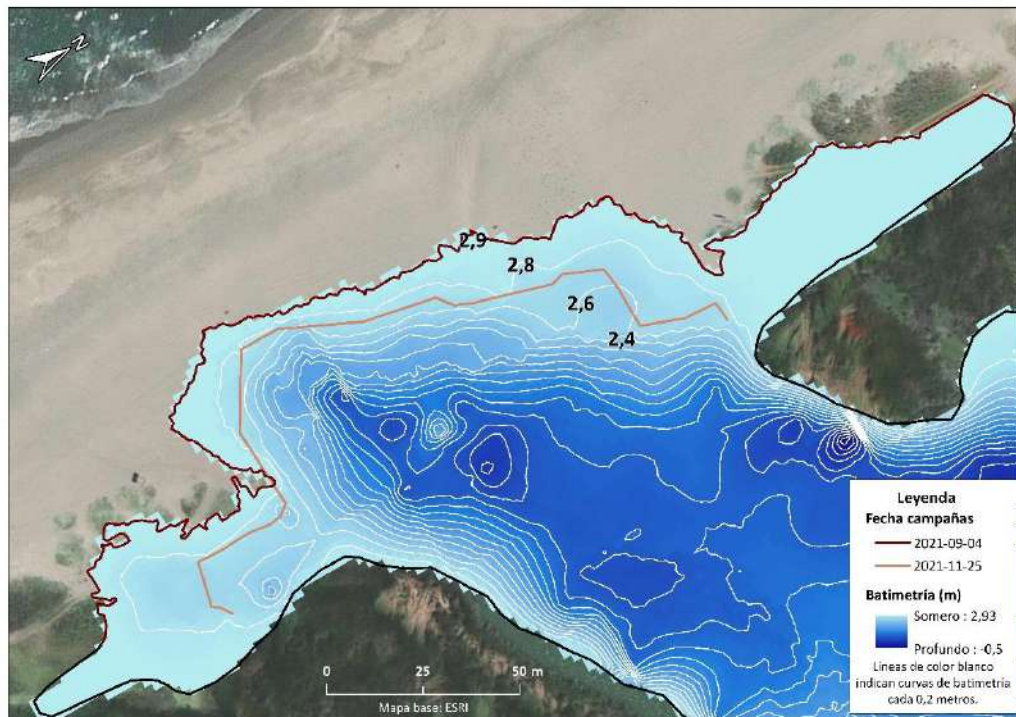 N
2,9
2,8
2,6
2,4
0 25 50 m
Mapa base: ESRI
Leyenda
Fecha campañas
2021-09-04
2021-11-25
Batimetría (m)
Somero : 2,93
Profundo : -0,5
Líneas de color blanco
indican curvas de batimetría
cada 0,2 metros.